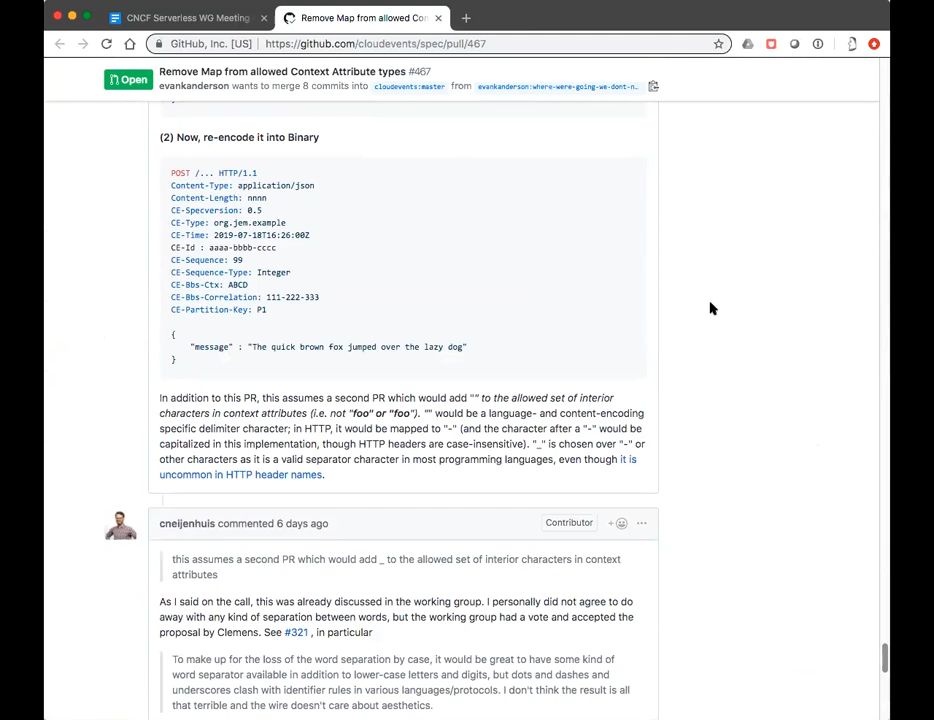 CNCF Serverless WG Meeting
Remove Map from allowed Con
GitHub, Inc. [US] https://github.com/cloudevents/spec/pull/467
Open
Remove Map from allowed Context Attribute types #467
evankanderson wants to merge 8 commits into cloudevents:master from evankanderson:where-were-going-we-dont-n…
(2) Now, re-encode it into Binary
POST /... HTTP/1.1
Content-Type: application/json
Content-Length: nnnn
CE-Specversion: 0.5
CE-Type: org.jem.example
CE-Time: 2019-07-18T16:26:00Z
CE-Id : aaaa-bbbb-cccc
CE-Sequence: 99
CE-Sequence-Type: Integer
CE-Bbs-Ctx: ABCD
CE-Bbs-Correlation: 111-222-333
CE-Partition-Key: P1
{
"message" : "The quick brown fox jumped over the lazy dog"
}
In addition to this PR, this assumes a second PR which would add "" to the allowed set of interior
characters in context attributes (i.e. not "foo" or "foo"). "" would be a language- and content-encoding
specific delimiter character; in HTTP, it would be mapped to "-" (and the character after a "-" would be
capitalized in this implementation, though HTTP headers are case-insensitive). "_" is chosen over "-" or
other characters as it is a valid separator character in most programming languages, even though it is
uncommon in HTTP header names.
cneijenhuis commented 6 days ago
Contributor
this assumes a second PR which would add _ to the allowed set of interior characters in context
attributes
As I said on the call, this was already discussed in the working group. I personally did not agree to do
away with any kind of separation between words, but the working group had a vote and accepted the
proposal by Clemens. See #321 , in particular
To make up for the loss of the word separation by case, it would be great to have some kind of
word separator available in addition to lower-case letters and digits, but dots and dashes and
underscores clash with identifier rules in various languages/protocols. I don't think the result is all
that terrible and the wire doesn't care about aesthetics.